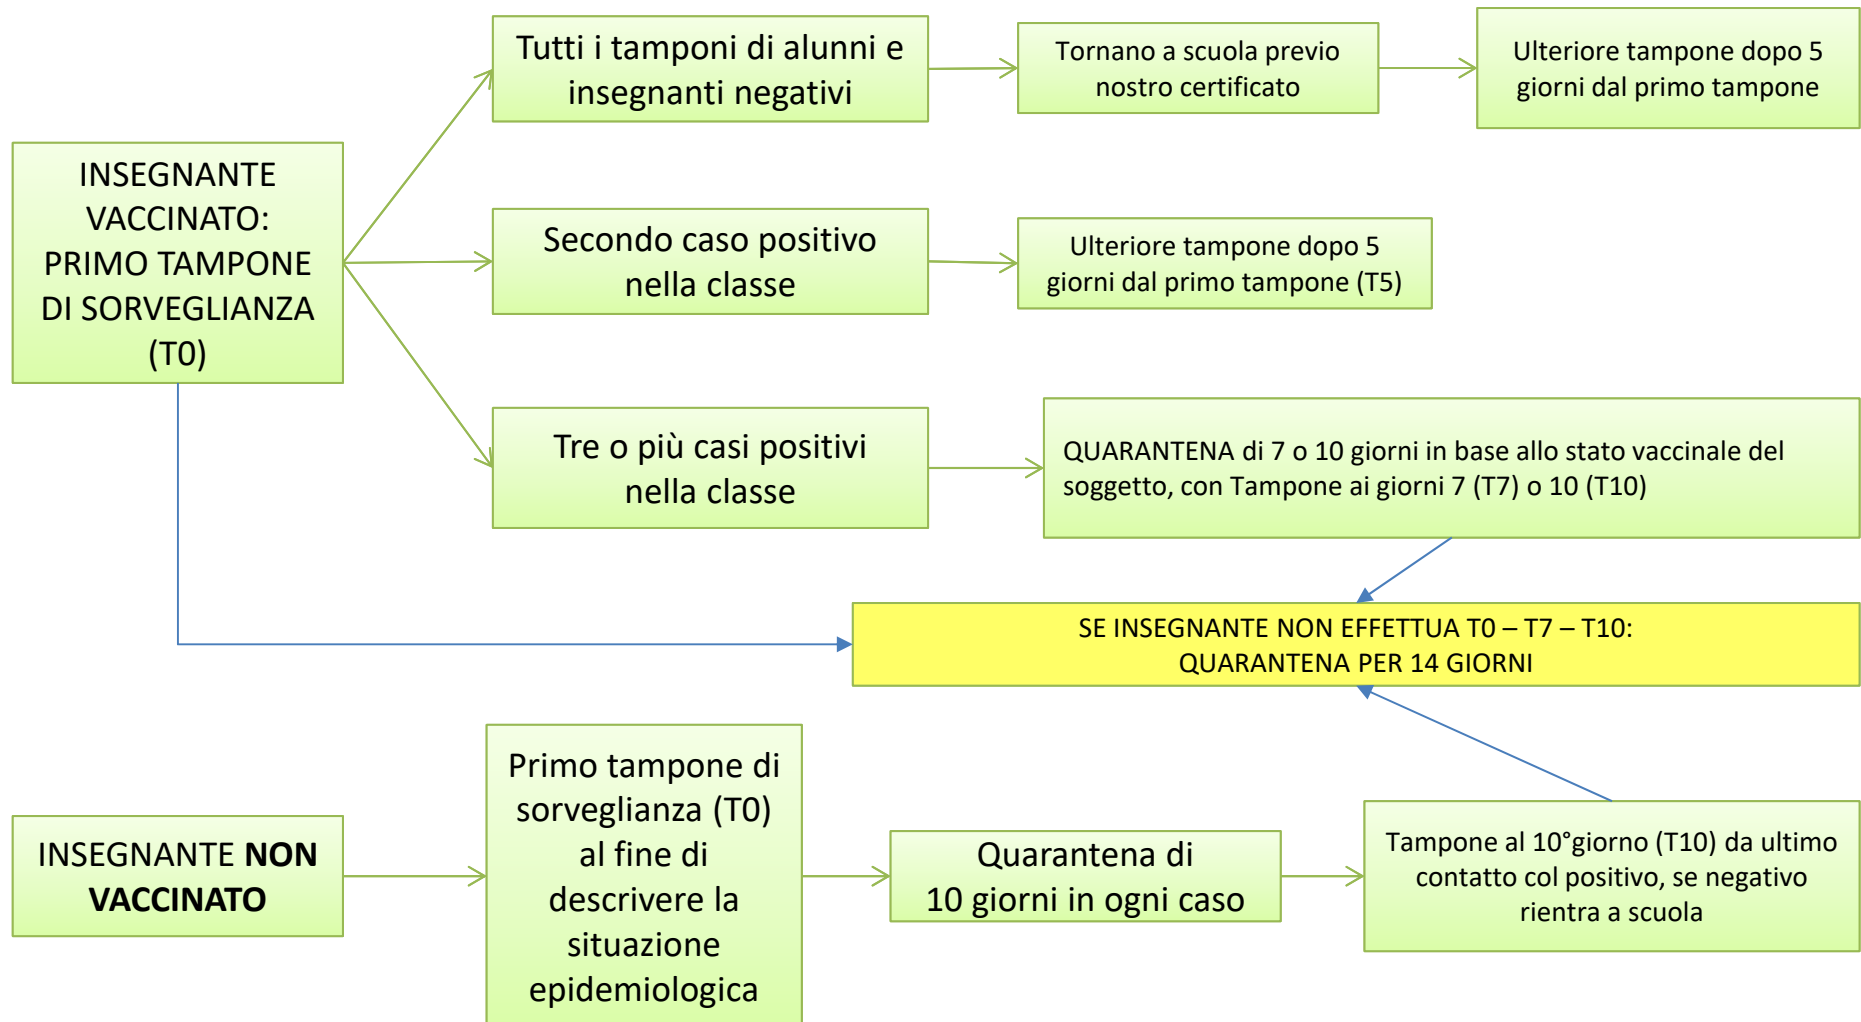 Tutti i tamponi di alunni e
insegnanti negativi
Tornano a scuola previo
nostro certificato
Ulteriore tampone dopo 5
giorni dal primo tampone
INSEGNANTE
VACCINATO:
PRIMO TAMPONE
DI SORVEGLIANZA
(T0)
Secondo caso positivo
nella classe
Ulteriore tampone dopo 5
giorni dal primo tampone (T5)
Tre o più casi positivi
nella classe
QUARANTENA di 7 o 10 giorni in base allo stato vaccinale del
soggetto, con Tampone ai giorni 7 (T7) o 10 (T10)
SE INSEGNANTE NON EFFETTUA T0 – T7 – T10:
QUARANTENA PER 14 GIORNI
INSEGNANTE NON
VACCINATO
Primo tampone di
sorveglianza (T0)
al fine di
descrivere la
situazione
epidemiologica
Quarantena di
10 giorni in ogni caso
Tampone al 10°giorno (T10) da ultimo
contatto col positivo, se negativo
rientra a scuola